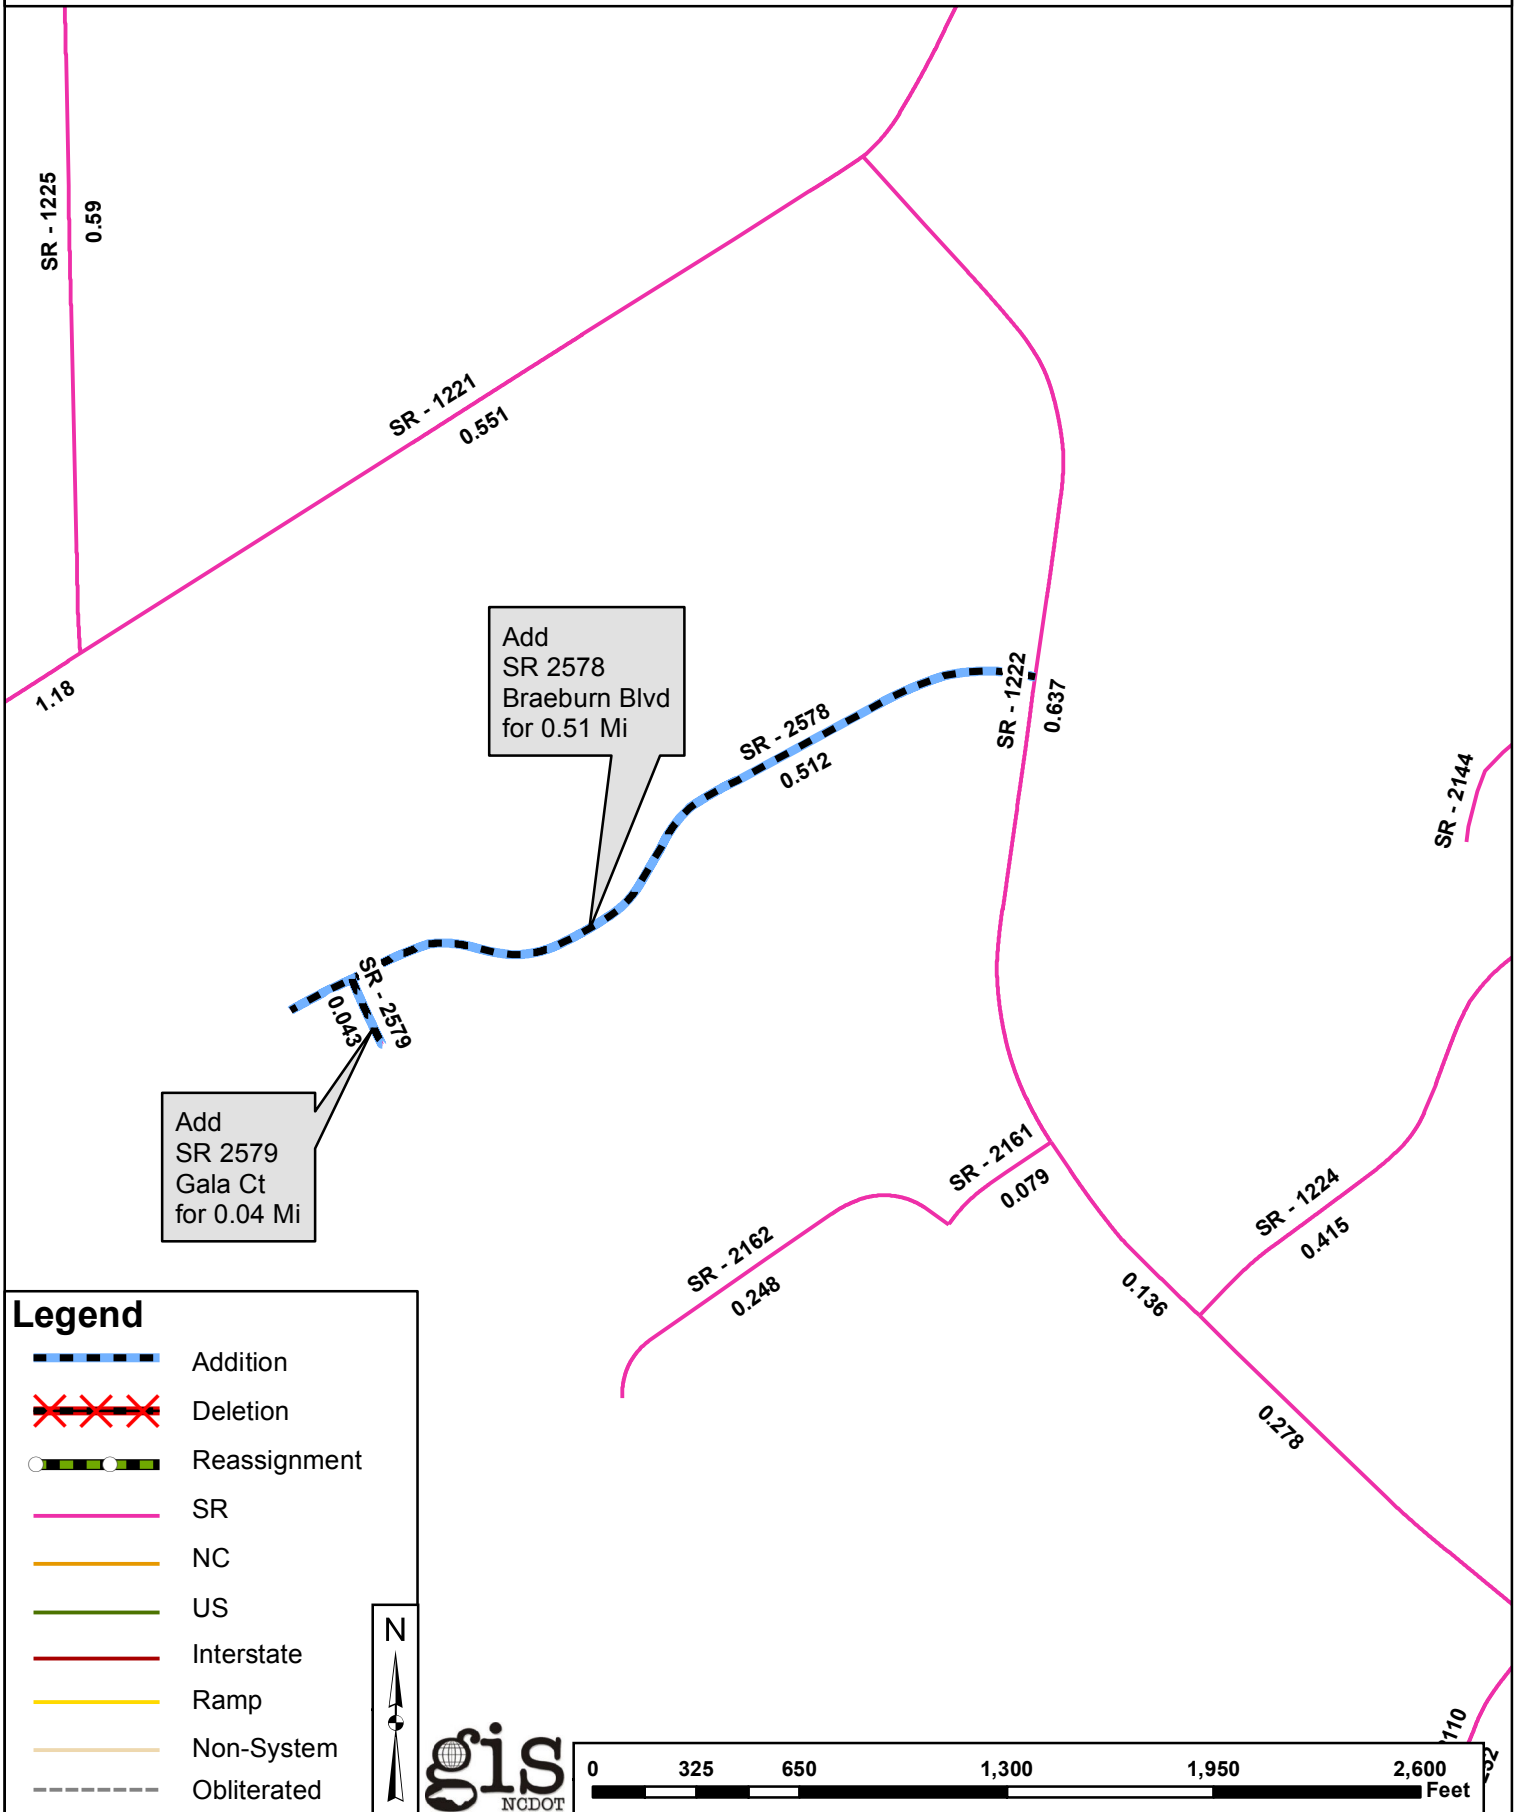 SR - 1225
0.59
SR - 1221
0.551
1.18
Add
SR 2578
Braeburn Blvd
for 0.51 Mi
SR - 2578
0.512
SR - 1222
0.637
SR - 2144
SR - 2579
0.043
Add
SR 2579
Gala Ct
for 0.04 Mi
SR - 2161
0.079
SR - 1224
0.415
SR - 2162
0.248
0.136
0.278
Legend
Addition
Deletion
Reassignment
SR
NC
US
Interstate
Ramp
Non-System
Obliterated
N
gis
NCDOT
0 325 650 1,300 1,950 2,600
Feet